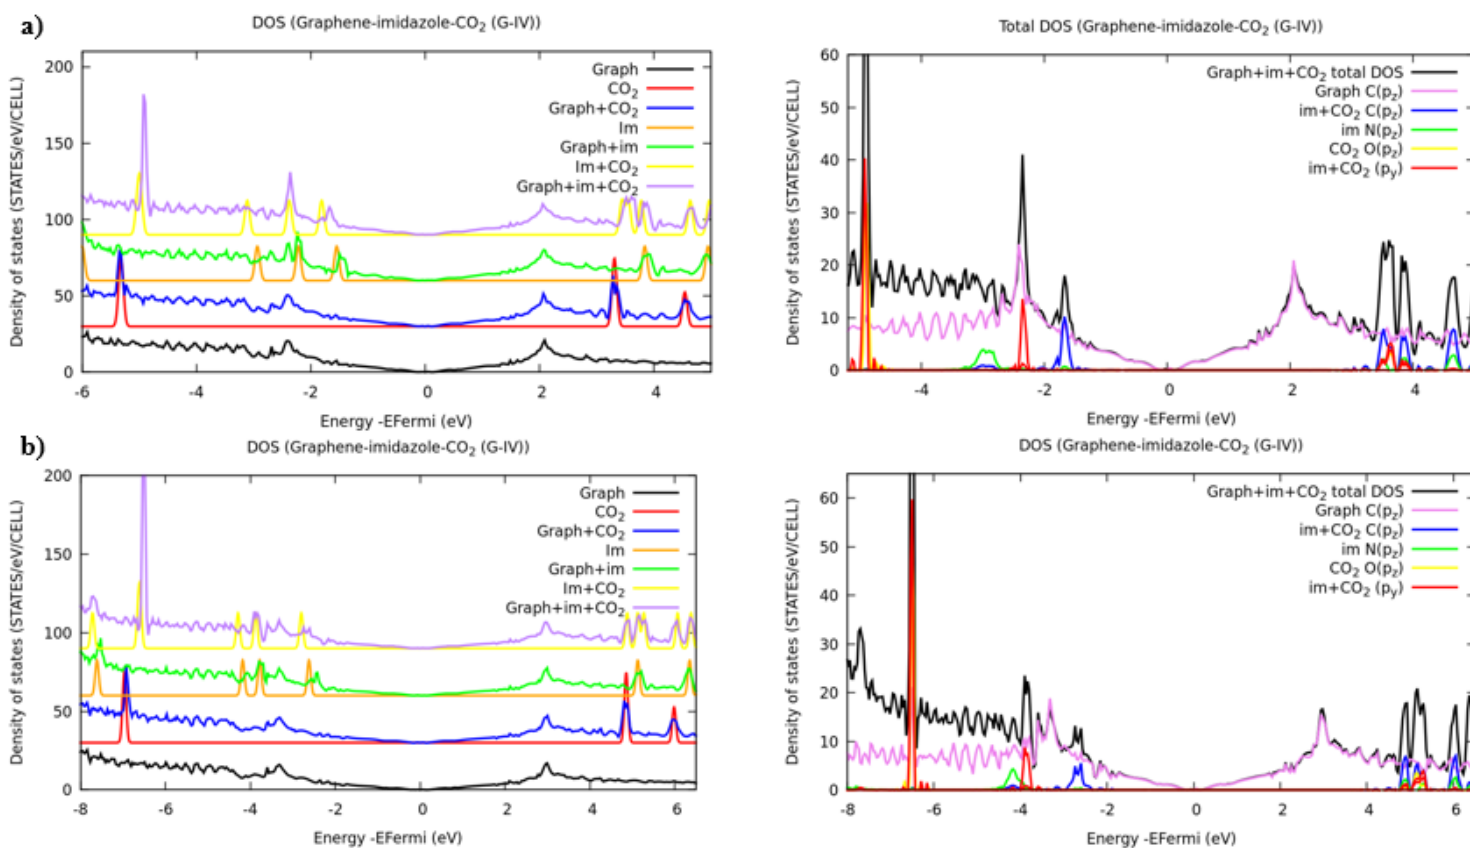 a)
DOS (Graphene-imidazole-CO₂ (G-IV))
Density of states (STATES/eV/CELL)
200
150
100
50
0
Graph
CO₂
Graph+CO₂
Im
Graph+im
Im+CO₂
Graph+im+CO₂
-6 -4 -2 0 2 4
Energy -EFermi (eV)
Total DOS (Graphene-imidazole-CO₂ (G-IV))
Density of states (STATES/eV/CELL)
60
50
40
30
20
10
0
Graph+im+CO₂ total DOS
Graph C(pz)
im+CO₂ C(pz)
im N(pz)
CO₂ O(pz)
im+CO₂ (py)
-4 -2 0 2 4
Energy -EFermi (eV)
b)
DOS (Graphene-imidazole-CO₂ (G-IV))
Density of states (STATES/eV/CELL)
200
150
100
50
0
Graph
CO₂
Graph+CO₂
Im
Graph+im
Im+CO₂
Graph+im+CO₂
-8 -6 -4 -2 0 2 4 6
Energy -EFermi (eV)
DOS (Graphene-imidazole-CO₂ (G-IV))
Density of states (STATES/eV/CELL)
60
50
40
30
20
10
0
Graph+im+CO₂ total DOS
Graph C(pz)
im+CO₂ C(pz)
im N(pz)
CO₂ O(pz)
im+CO₂ (py)
-8 -6 -4 -2 0 2 4 6
Energy -EFermi (eV)